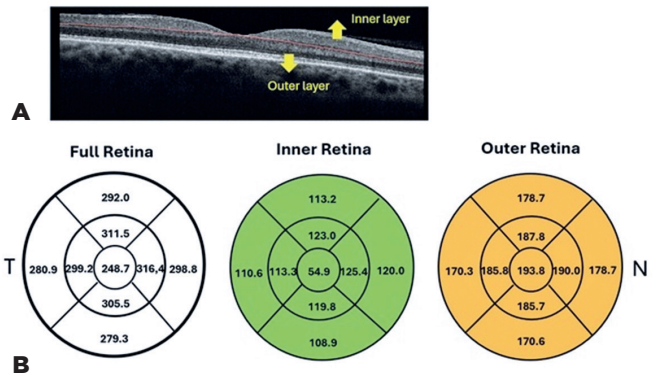 Inner layer
Outer layer
A
Full Retina
Inner Retina
Outer Retina
292.0
311.5
T 280.9 299.2 248.7 316,4 298.8
305.5
279.3
113.2
123.0
110.6 113.3 54.9 125.4 120.0
119.8
108.9
178.7
187.8
170.3 185.8 193.8 190.0 178.7 N
185.7
170.6
B